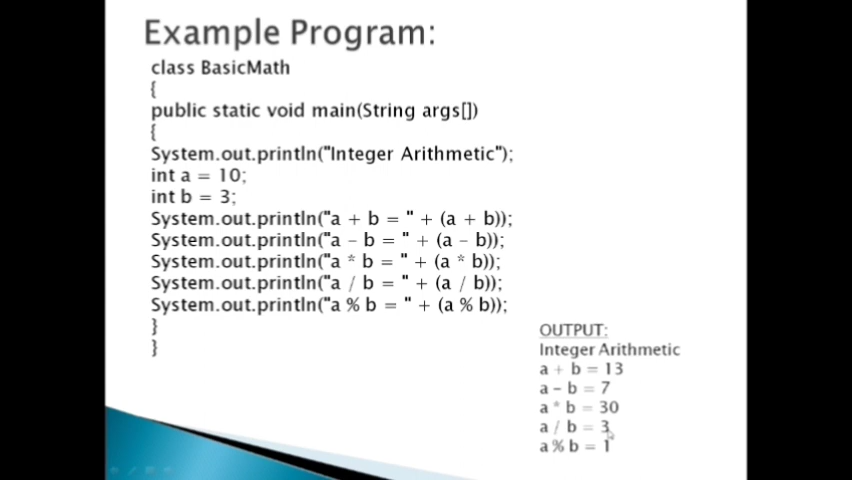 Example Program:
class BasicMath
{
public static void main(String args[])
{
System.out.println("Integer Arithmetic");
int a = 10;
int b = 3;
System.out.println("a + b = " + (a + b));
System.out.println("a - b = " + (a - b));
System.out.println("a * b = " + (a * b));
System.out.println("a / b = " + (a / b));
System.out.println("a % b = " + (a % b));
}
}
OUTPUT:
Integer Arithmetic
a + b = 13
a - b = 7
a * b = 30
a / b = 3
a % b = 1